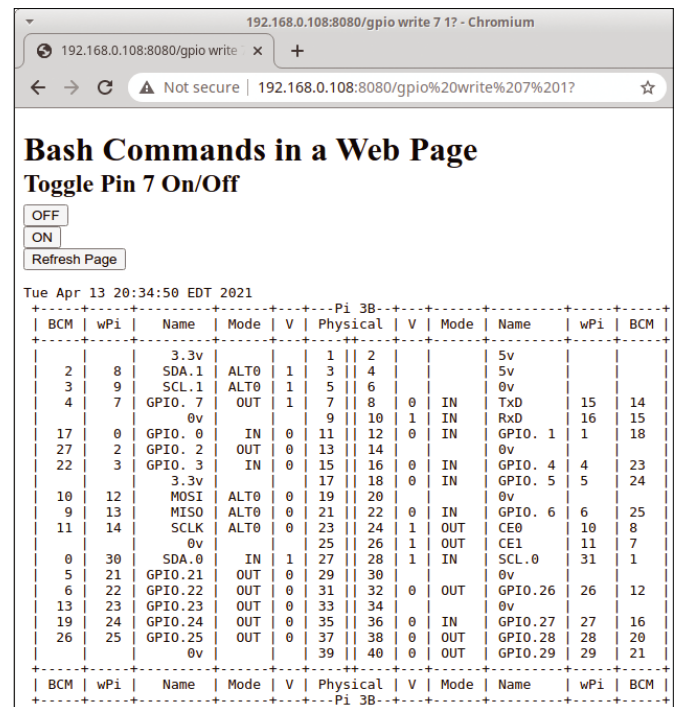 192.168.0.108:8080/gpio write 7 1? - Chromium
192.168.0.108:8080/gpio write
Not secure | 192.168.0.108:8080/gpio%20write%207%201?
Bash Commands in a Web Page
Toggle Pin 7 On/Off
OFF
ON
Refresh Page
Tue Apr 13 20:34:50 EDT 2021
+-----+-----+---------+------+---+---Pi 3B--+---+------+---------+-----+-----+
| BCM | wPi |   Name  | Mode | V | Physical | V | Mode | Name    | wPi | BCM |
+-----+-----+---------+------+---+----++----+---+------+---------+-----+-----+
|     |     |    3.3v |      |   |  1 || 2  |   |      | 5v      |     |     |
|   2 |   8 |   SDA.1 | ALT0 | 1 |  3 || 4  |   |      | 5v      |     |     |
|   3 |   9 |   SCL.1 | ALT0 | 1 |  5 || 6  |   |      | 0v      |     |     |
|   4 |   7 | GPIO. 7 |  OUT | 1 |  7 || 8  | 0 | IN   | TxD     | 15  | 14  |
|     |     |      0v |      |   |  9 || 10 | 1 | IN   | RxD     | 16  | 15  |
|  17 |   0 | GPIO. 0 |   IN | 0 | 11 || 12 | 0 | IN   | GPIO. 1 | 1   | 18  |
|  27 |   2 | GPIO. 2 |  OUT | 0 | 13 || 14 |   |      | 0v      |     |     |
|  22 |   3 | GPIO. 3 |   IN | 0 | 15 || 16 | 0 | IN   | GPIO. 4 | 4   | 23  |
|     |     |    3.3v |      |   | 17 || 18 | 0 | IN   | GPIO. 5 | 5   | 24  |
|  10 |  12 |    MOSI | ALT0 | 0 | 19 || 20 |   |      | 0v      |     |     |
|   9 |  13 |    MISO | ALT0 | 0 | 21 || 22 | 0 | IN   | GPIO. 6 | 6   | 25  |
|  11 |  14 |    SCLK | ALT0 | 0 | 23 || 24 | 1 | OUT  | CE0     | 10  | 8   |
|     |     |      0v |      |   | 25 || 26 | 1 | OUT  | CE1     | 11  | 7   |
|   0 |  30 |   SDA.0 |   IN | 1 | 27 || 28 | 1 | IN   | SCL.0   | 31  | 1   |
|   5 |  21 | GPIO.21 |  OUT | 0 | 29 || 30 |   |      | 0v      |     |     |
|   6 |  22 | GPIO.22 |  OUT | 0 | 31 || 32 | 0 | OUT  | GPIO.26 | 26  | 12  |
|  13 |  23 | GPIO.23 |  OUT | 0 | 33 || 34 |   |      | 0v      |     |     |
|  19 |  24 | GPIO.24 |  OUT | 0 | 35 || 36 | 0 | IN   | GPIO.27 | 27  | 16  |
|  26 |  25 | GPIO.25 |  OUT | 0 | 37 || 38 | 0 | OUT  | GPIO.28 | 28  | 20  |
|     |     |      0v |      |   | 39 || 40 | 0 | OUT  | GPIO.29 | 29  | 21  |
+-----+-----+---------+------+---+----++----+---+------+---------+-----+-----+
| BCM | wPi |   Name  | Mode | V | Physical | V | Mode | Name    | wPi | BCM |
+-----+-----+---------+------+---+---Pi 3B--+---+------+---------+-----+-----+